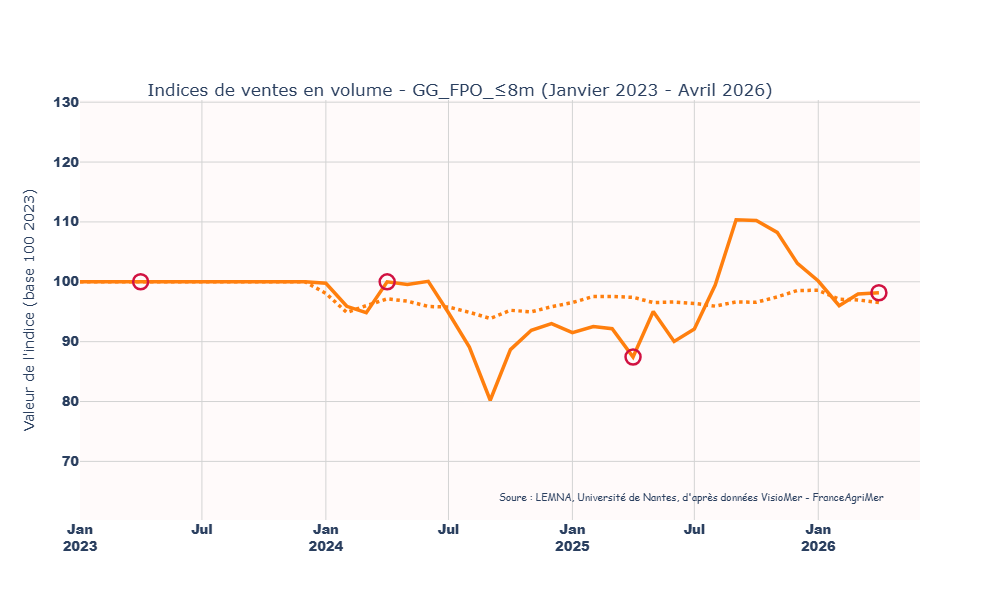 Indices de ventes en volume - GG_FPO_≤8m (Janvier 2023 - Avril 2026)
Valeur de l'indice (base 100 2023)
130
120
110
100
90
80
70
Soure : LEMNA, Université de Nantes, d'après données VisioMer - FranceAgriMer
Jan Jul Jan Jul Jan Jul Jan
2023 2024 2025 2026